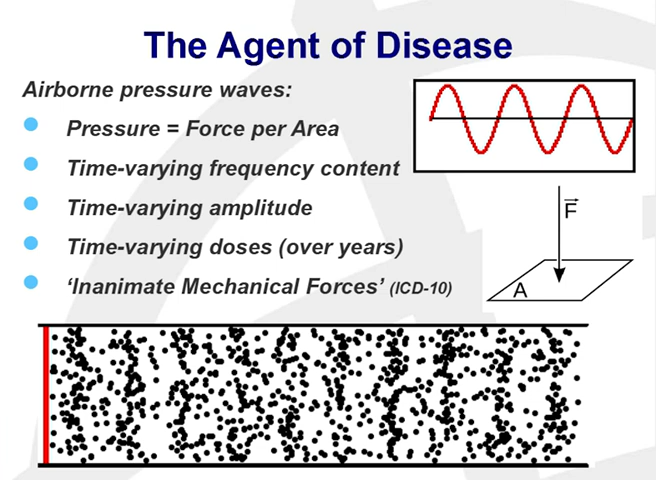 The Agent of Disease
Airborne pressure waves:
Pressure = Force per Area
Time-varying frequency content
Time-varying amplitude
Time-varying doses (over years)
‘Inanimate Mechanical Forces’ (ICD-10)
F
A